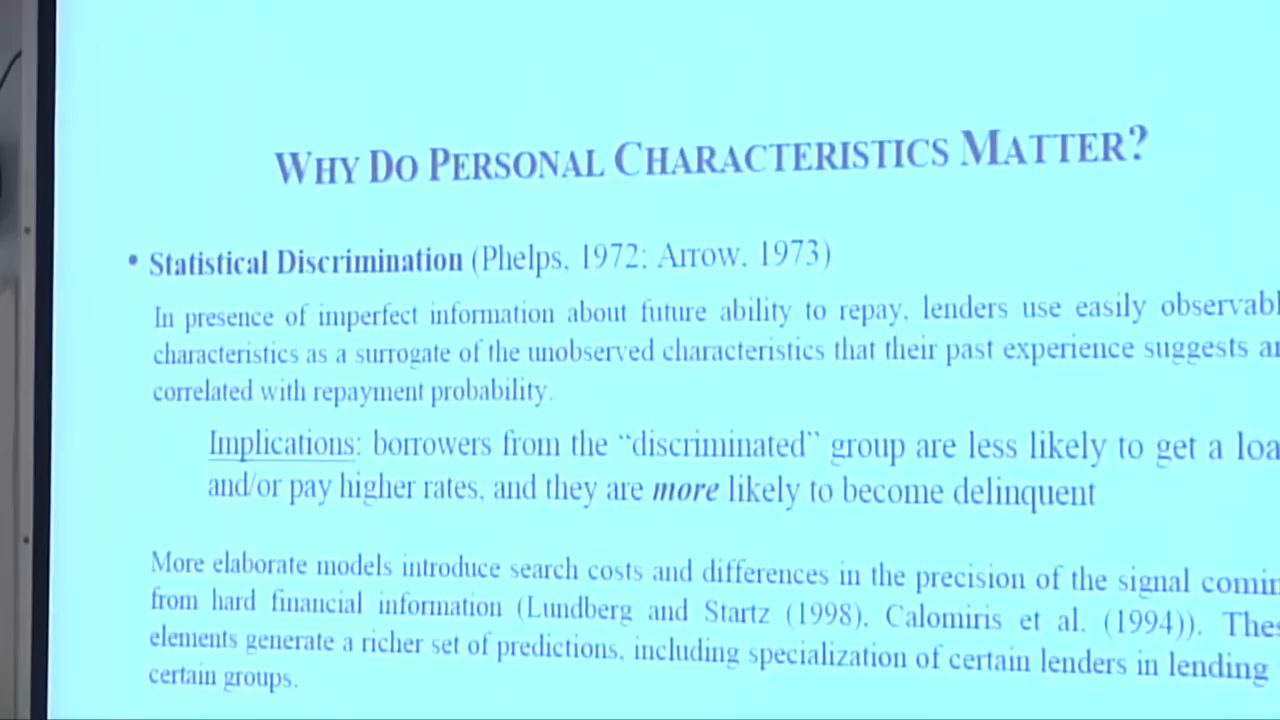 WHY DO PERSONAL CHARACTERISTICS MATTER?
• Statistical Discrimination (Phelps, 1972; Arrow, 1973)
In presence of imperfect information about future ability to repay, lenders use easily observabl
characteristics as a surrogate of the unobserved characteristics that their past experience suggests ar
correlated with repayment probability.
Implications: borrowers from the “discriminated” group are less likely to get a loa
and/or pay higher rates, and they are more likely to become delinquent
More elaborate models introduce search costs and differences in the precision of the signal comin
from hard financial information (Lundberg and Startz (1998), Calomiris et al. (1994)). Thes
elements generate a richer set of predictions, including specialization of certain lenders in lending
certain groups.